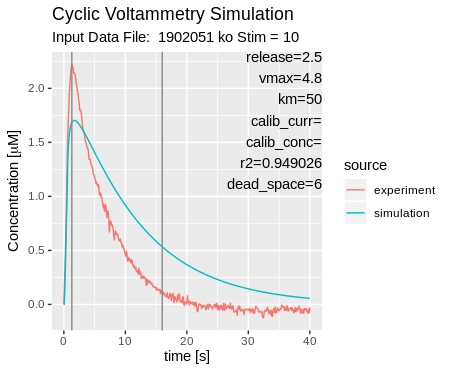 Cyclic Voltammetry Simulation
Input Data File:  1902051 ko Stim = 10
release=2.5
vmax=4.8
km=50
calib_curr=
calib_conc=
r2=0.949026
dead_space=6
2.0
1.5
1.0
0.5
0.0
Concentration [µM]
0
10
20
30
40
time [s]
source
experiment
simulation